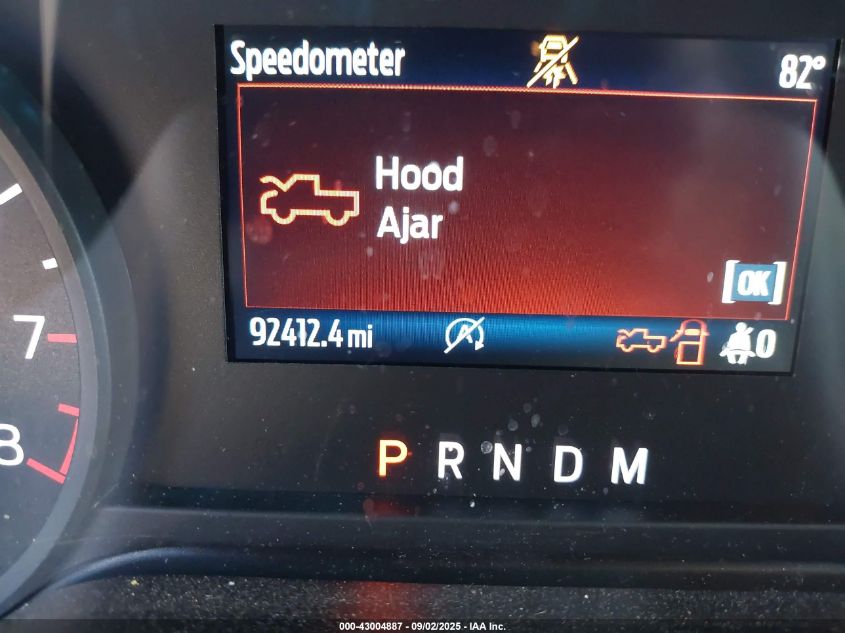 Speedometer
82°
Hood
Ajar
[OK]
92412.4 mi
0
7
8
P R N D M
000-43004887 - 09/02/2025 - IAA Inc.